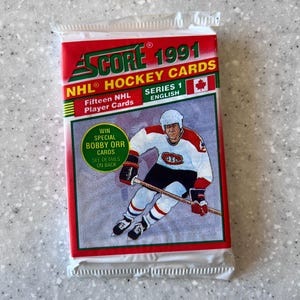 SCORE® 1991
NHL® HOCKEY CARDS
Fifteen NHL
Player Cards
SERIES 1
ENGLISH
WIN
SPECIAL
BOBBY ORR
CARDS
SEE DETAILS
ON BACK